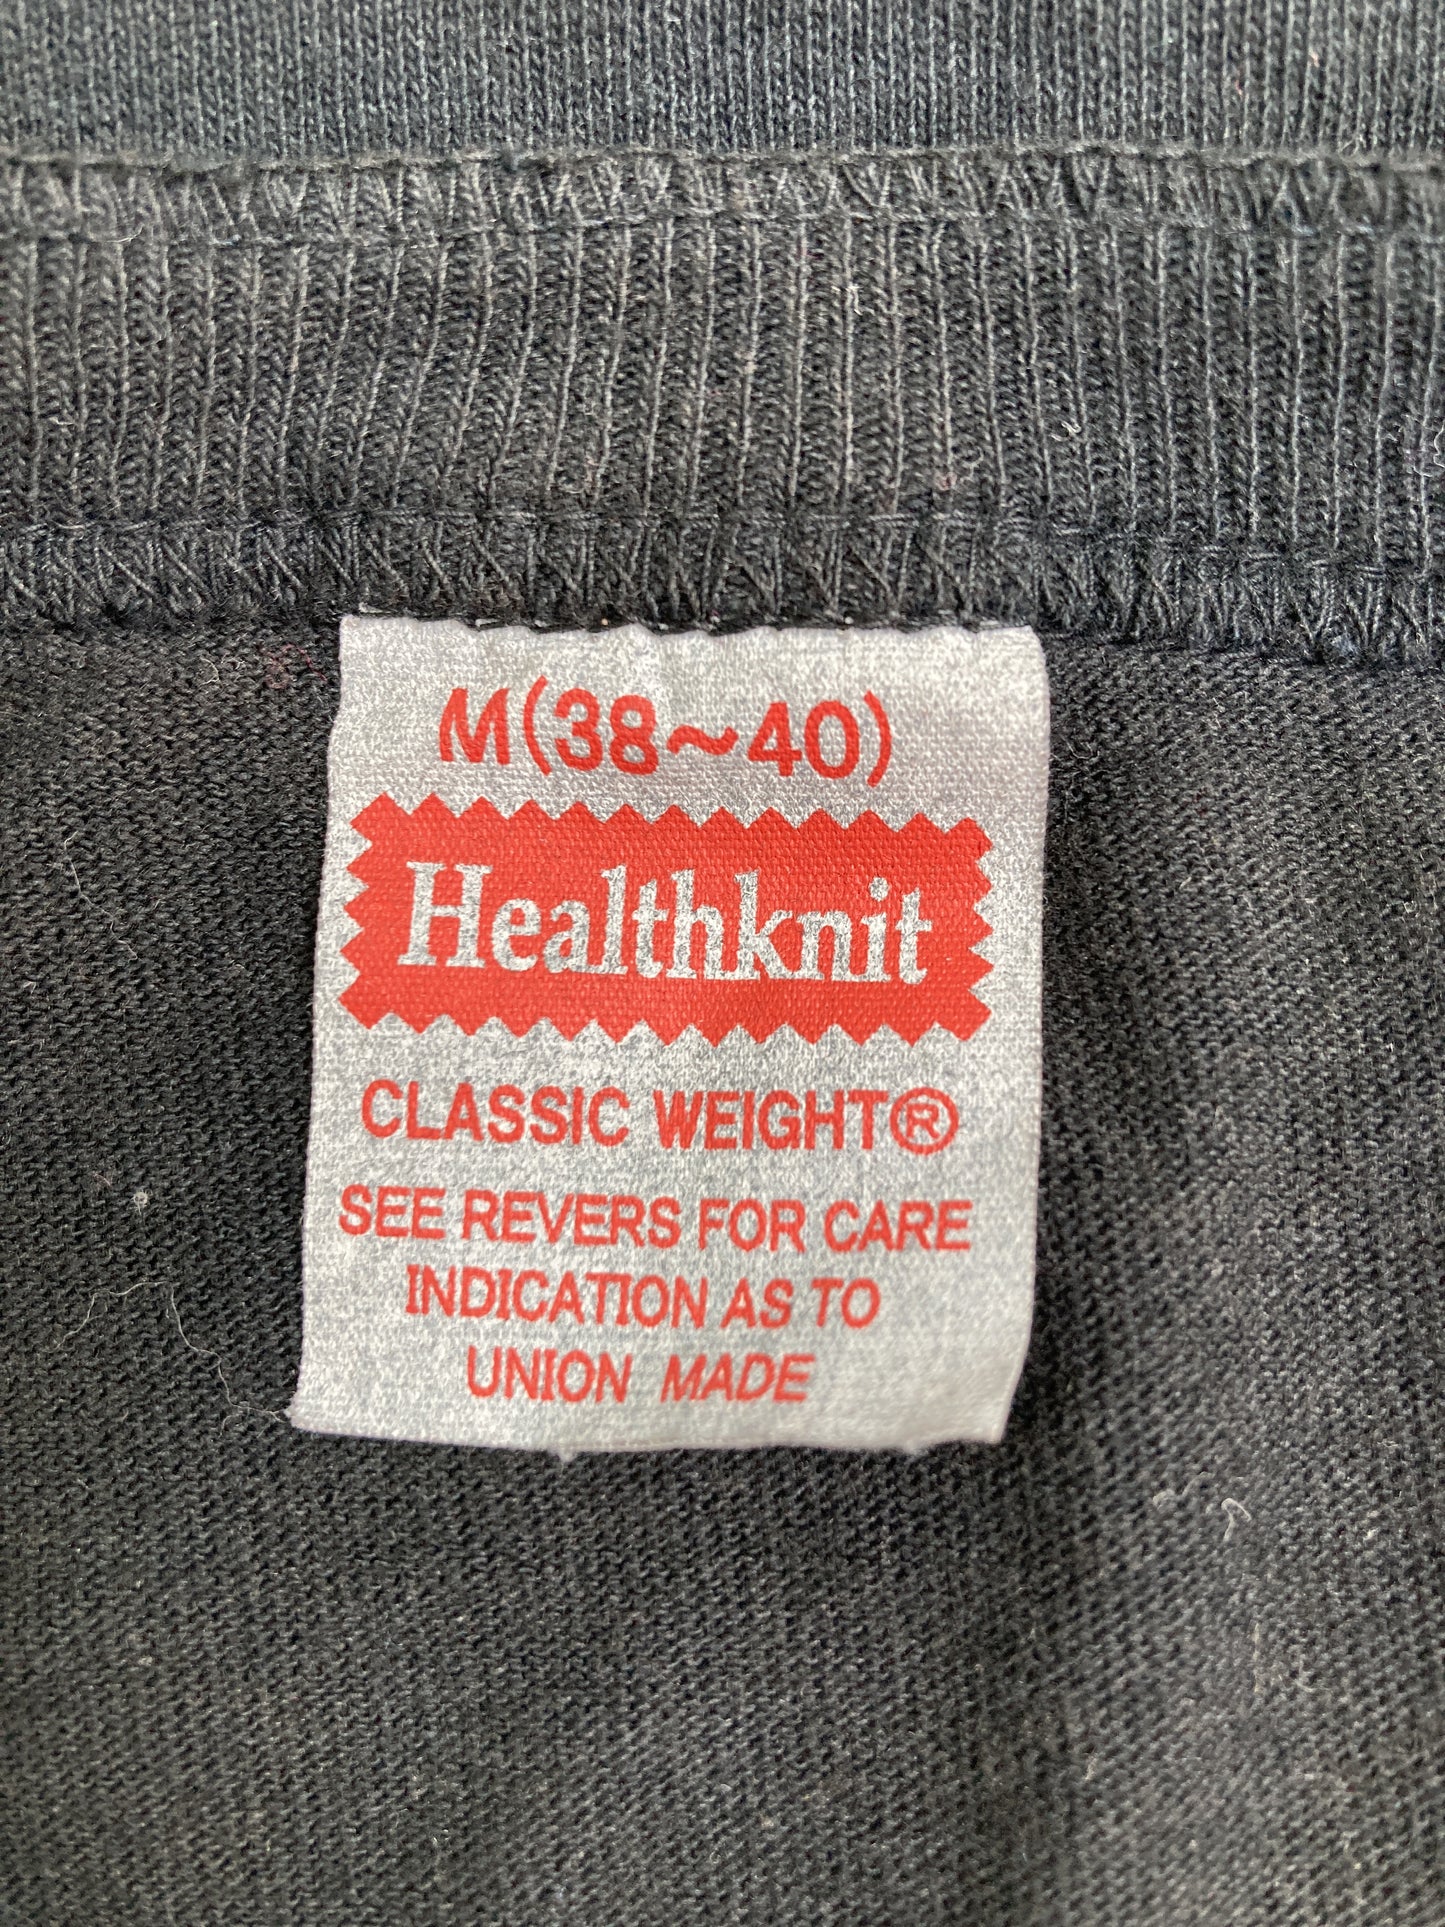 M(38~40)
Healthknit
CLASSIC WEIGHT®
SEE REVERS FOR CARE
INDICATION AS TO
UNION MADE